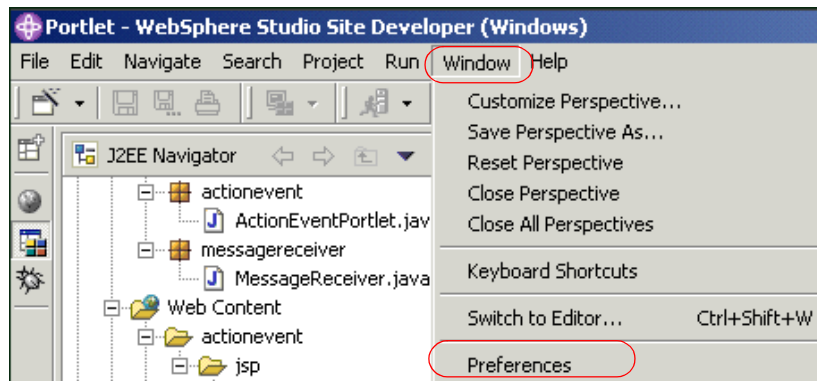 Portlet - WebSphere Studio Site Developer (Windows)
File Edit Navigate Search Project Run Window Help
Customize Perspective...
Save Perspective As...
Reset Perspective
Close Perspective
Close All Perspectives
Keyboard Shortcuts
Switch to Editor... Ctrl+Shift+W
Preferences
J2EE Navigator
actionevent
ActionEventPortlet.jav
messagereceiver
MessageReceiver.java
Web Content
actionevent
jsp